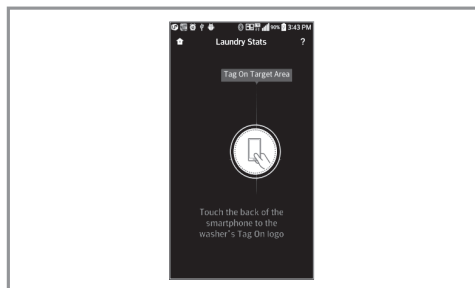 90% 3:43 PM
Laundry Stats ?
Tag On Target Area
Touch the back of the
smartphone to the
washer's Tag On logo